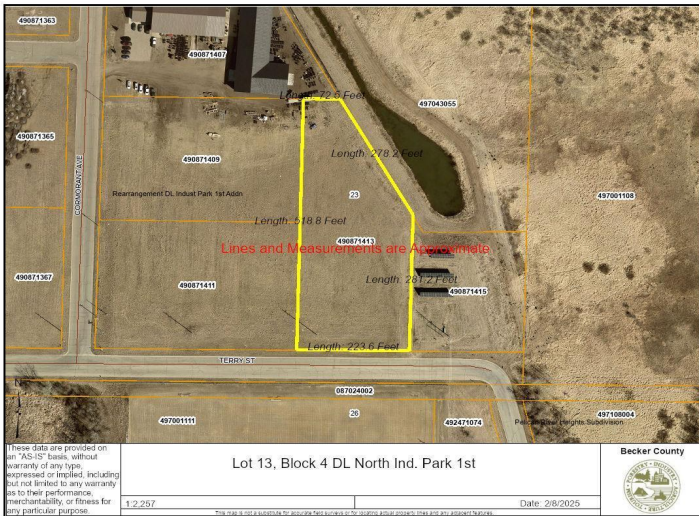 490871363
490871407
Length: 72.6 Feet
497043055
490871365
Length: 278.2 Feet
490871409
CORMORANT AVE
23
497001108
Rearrangement DL Indust Park 1st Addn
Length: 518.8 Feet
490871413
Lines and Measurements are Approximate
490871367
490871411
Length: 281.2 Feet
490871415
Length: 223.6 Feet
TERRY ST
087024002
497001111
26
492471074
497108004
Pelican River Heights Subdivision
These data are provided on
an "AS-IS" basis, without
warranty of any type,
expressed or implied, including
but not limited to any warranty
as to their performance,
merchantability, or fitness for
any particular purpose.
Lot 13, Block 4 DL North Ind. Park 1st
1:2,257
Date: 2/8/2025
This map is not a substitute for accurate field surveys or for locating actual property lines and any adjacent features.
Becker County